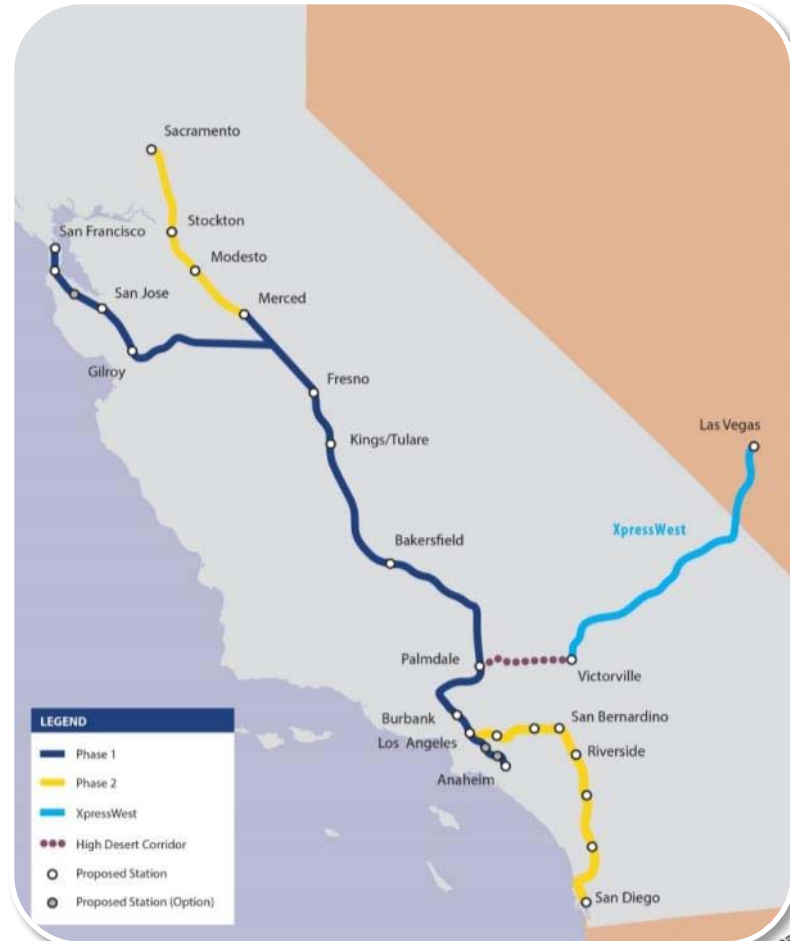 Sacramento
Stockton
San Francisco
Modesto
San Jose
Merced
Gilroy
Fresno
Las Vegas
Kings/Tulare
XpressWest
Bakersfield
Palmdale
Victorville
Burbank
San Bernardino
Los Angeles
Riverside
Anaheim
San Diego
LEGEND
Phase 1
Phase 2
XpressWest
High Desert Corridor
Proposed Station
Proposed Station (Option)